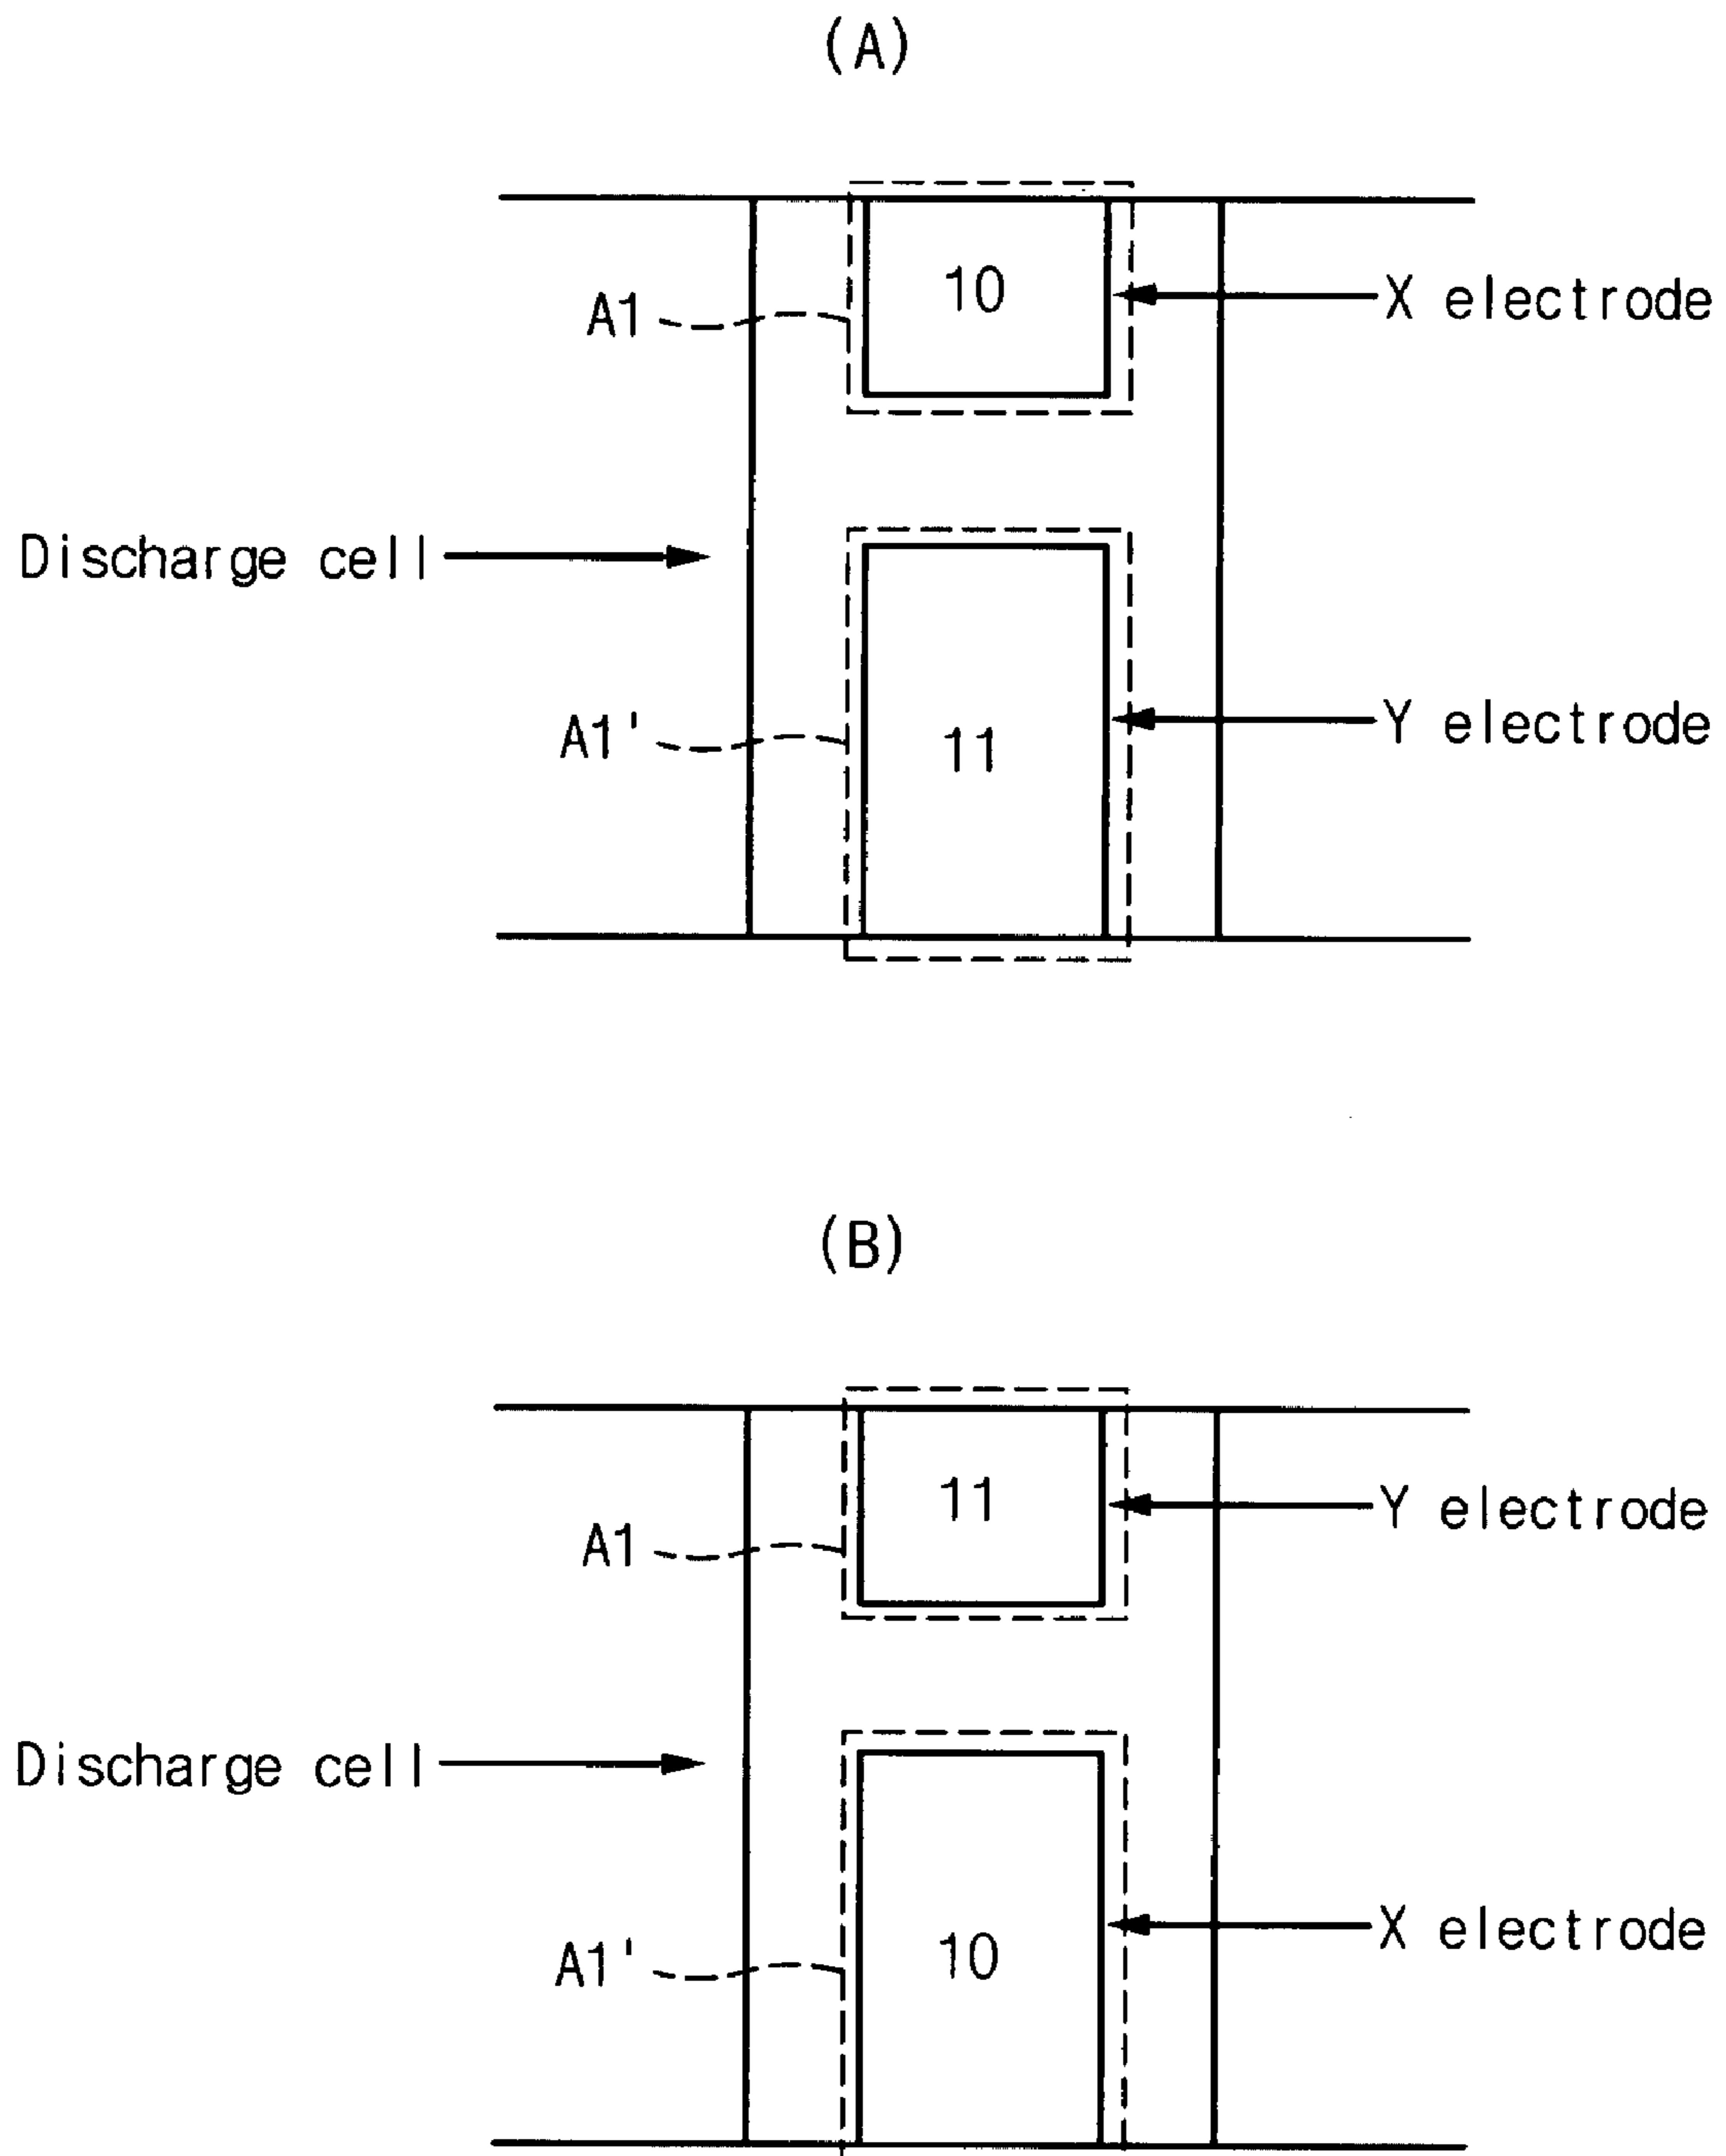 (A)
10
X electrode
A1
Discharge cell
Y electrode
A1'
11
(B)
11
Y electrode
A1
Discharge cell
X electrode
10
A1'